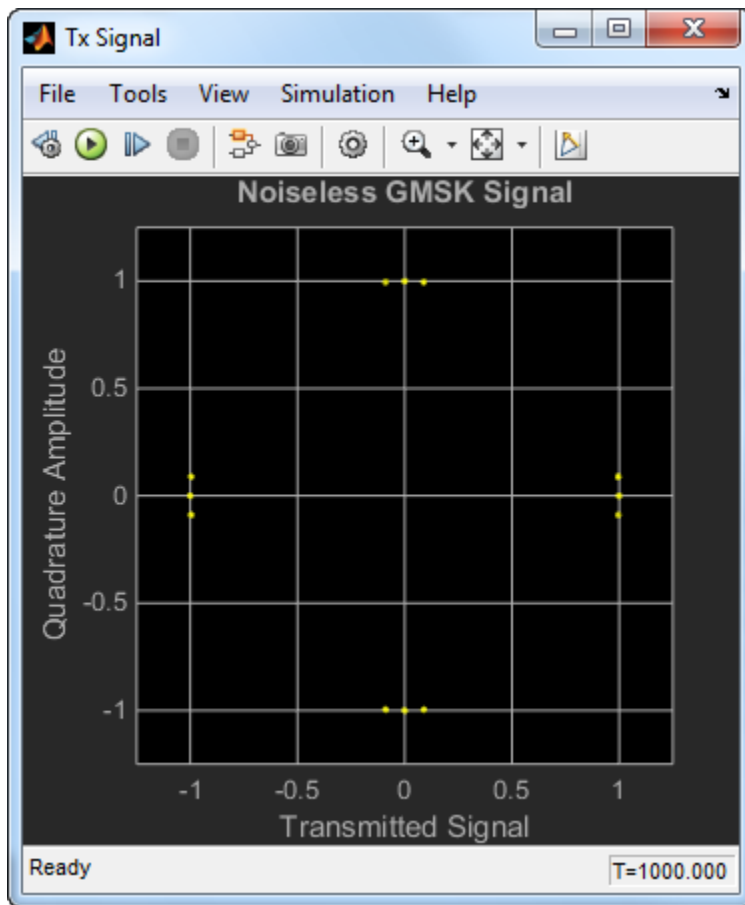 Tx Signal
File Tools View Simulation Help
Noiseless GMSK Signal
Quadrature Amplitude
1
0.5
0
-0.5
-1
-1 -0.5 0 0.5 1
Transmitted Signal
Ready T=1000.000